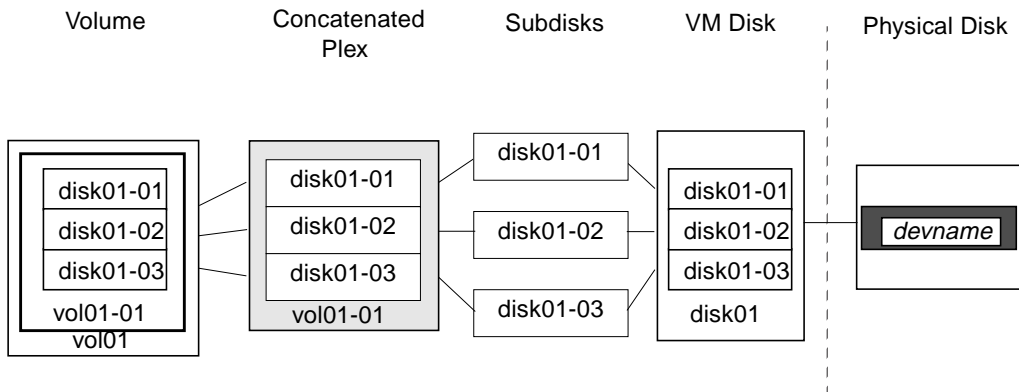 Volume
Concatenated
Plex
Subdisks
VM Disk
Physical Disk
disk01-01
disk01-02
disk01-03
vol01-01
vol01
disk01-01
disk01-02
disk01-03
vol01-01
disk01-01
disk01-02
disk01-03
disk01-01
disk01-02
disk01-03
disk01
devname